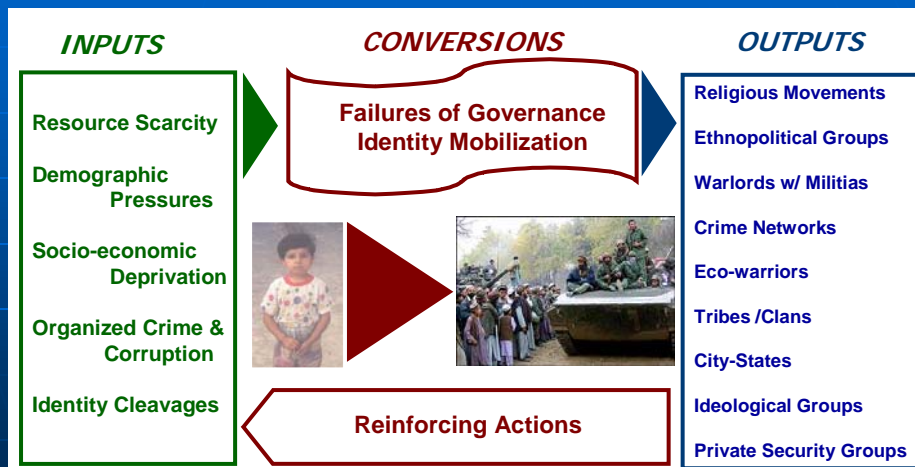 INPUTS
CONVERSIONS
OUTPUTS
Resource Scarcity
Demographic
Pressures
Socio-economic
Deprivation
Organized Crime &
Corruption
Identity Cleavages
Failures of Governance
Identity Mobilization
Reinforcing Actions
Religious Movements
Ethnopolitical Groups
Warlords w/ Militias
Crime Networks
Eco-warriors
Tribes /Clans
City-States
Ideological Groups
Private Security Groups